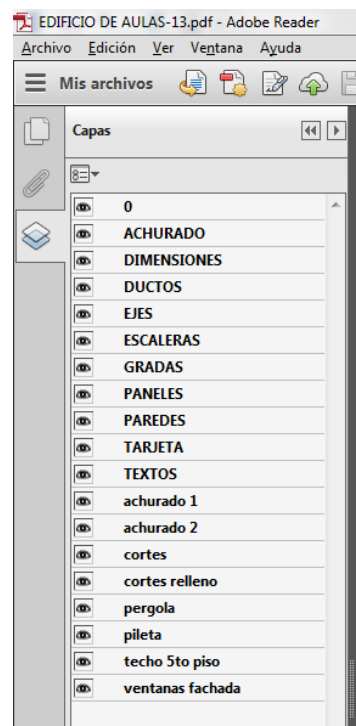 EDIFICIO DE AULAS-13.pdf - Adobe Reader
Archivo Edición Ver Ventana Ayuda
Mis archivos
Capas
0
ACHURADO
DIMENSIONES
DUCTOS
EJES
ESCALERAS
GRADAS
PANELES
PAREDES
TARJETA
TEXTOS
achurado 1
achurado 2
cortes
cortes relleno
pergola
pileta
techo 5to piso
ventanas fachada